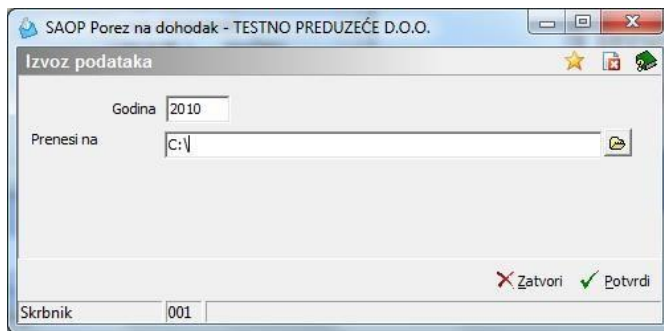 SAOP Porez na dohodak - TESTNO PREDUZEĆE D.O.O.
Izvoz podataka
Godina 2010
Prenesi na C:\
Zatvori Potvrdi
Skrbnik 001